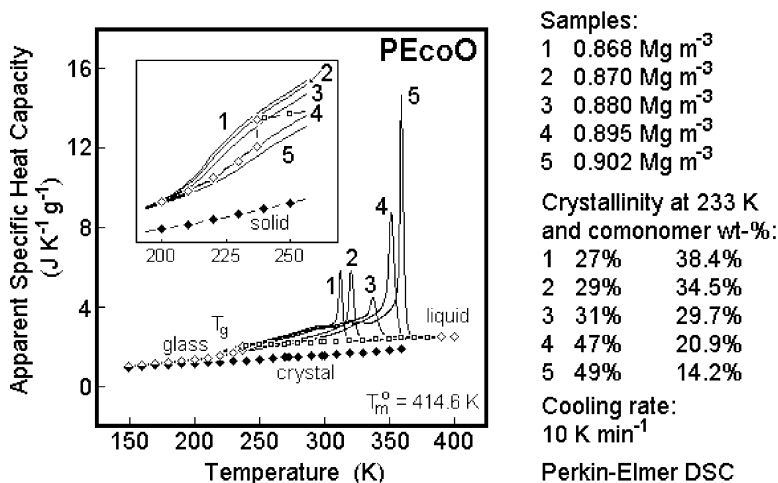 PEcoO
Apparent Specific Heat Capacity
(J K⁻¹ g⁻¹)
16
12
8
4
0
1
2
3
4
5
solid
200
225
250
5
4
1
2
3
Tg
glass
liquid
crystal
Tm° = 414.6 K
150
200
250
300
350
400
Temperature (K)
Samples:
1 0.868 Mg m⁻³
2 0.870 Mg m⁻³
3 0.880 Mg m⁻³
4 0.895 Mg m⁻³
5 0.902 Mg m⁻³
Crystallinity at 233 K
and comonomer wt-%:
1 27% 38.4%
2 29% 34.5%
3 31% 29.7%
4 47% 20.9%
5 49% 14.2%
Cooling rate:
10 K min⁻¹
Perkin-Elmer DSC